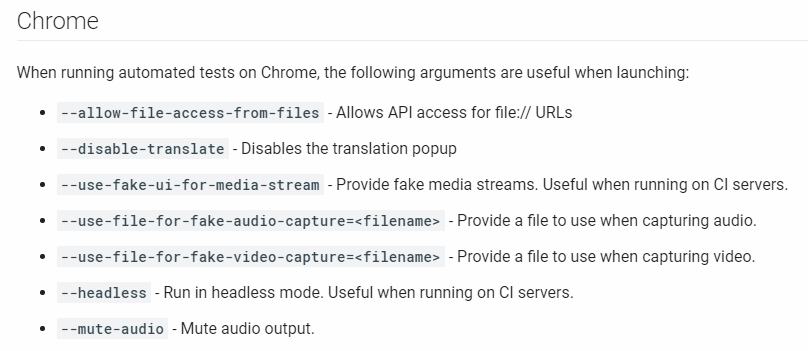 Chrome
When running automated tests on Chrome, the following arguments are useful when launching:
• --allow-file-access-from-files - Allows API access for file:// URLs
• --disable-translate - Disables the translation popup
• --use-fake-ui-for-media-stream - Provide fake media streams. Useful when running on CI servers.
• --use-file-for-fake-audio-capture=<filename> - Provide a file to use when capturing audio.
• --use-file-for-fake-video-capture=<filename> - Provide a file to use when capturing video.
• --headless - Run in headless mode. Useful when running on CI servers.
• --mute-audio - Mute audio output.